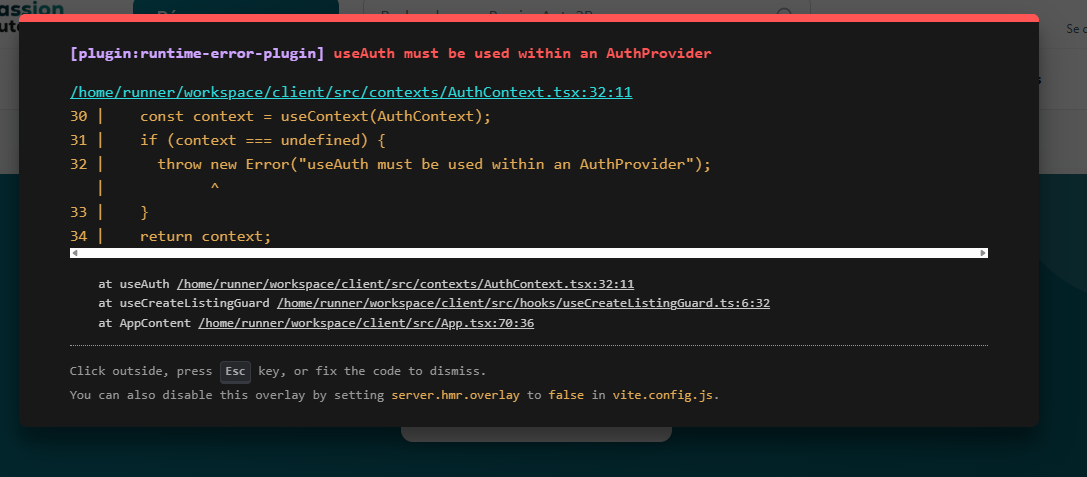 assion
uto
Se c
[plugin:runtime-error-plugin] useAuth must be used within an AuthProvider
/home/runner/workspace/client/src/contexts/AuthContext.tsx:32:11
30 |    const context = useContext(AuthContext);
31 |    if (context === undefined) {
32 |      throw new Error("useAuth must be used within an AuthProvider");
   |            ^
33 |    }
34 |    return context;
at useAuth /home/runner/workspace/client/src/contexts/AuthContext.tsx:32:11
at useCreateListingGuard /home/runner/workspace/client/src/hooks/useCreateListingGuard.ts:6:32
at AppContent /home/runner/workspace/client/src/App.tsx:70:36
Click outside, press Esc key, or fix the code to dismiss.
You can also disable this overlay by setting server.hmr.overlay to false in vite.config.js.